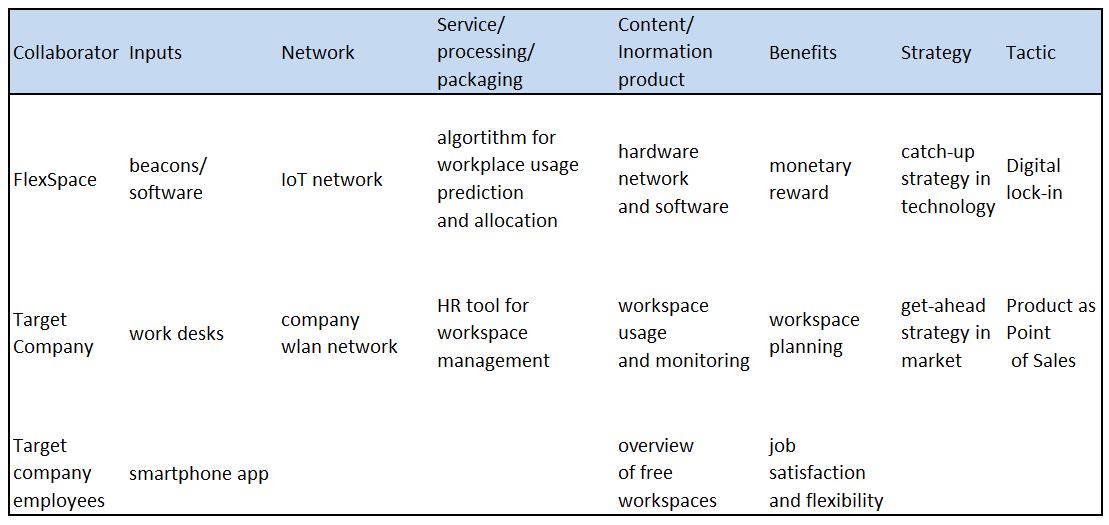 Collaborator
Inputs
Network
Service/
processing/
packaging
Content/
Inormation
product
Benefits
Strategy
Tactic
FlexSpace
beacons/
software
IoT network
algortithm for
workplace usage
prediction
and allocation
hardware
network
and software
monetary
reward
catch-up
strategy in
technology
Digital
lock-in
Target
Company
work desks
company
wlan network
HR tool for
workspace
management
workspace
usage
and monitoring
workspace
planning
get-ahead
strategy in
market
Product as
Point
of Sales
Target
company
employees
smartphone app
overview
of free
workspaces
job
satisfaction
and flexibility